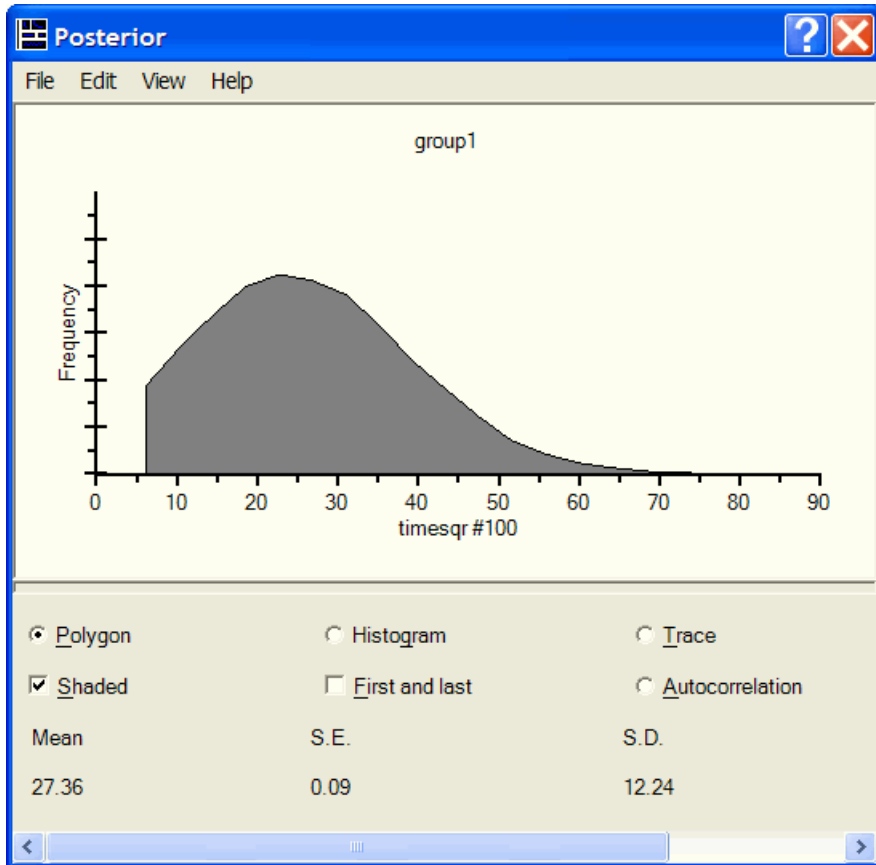 Posterior
File Edit View Help
group1
Frequency
0 10 20 30 40 50 60 70 80 90
timesqr #100
Polygon Histogram Trace
Shaded First and last Autocorrelation
Mean S.E. S.D.
27.36 0.09 12.24